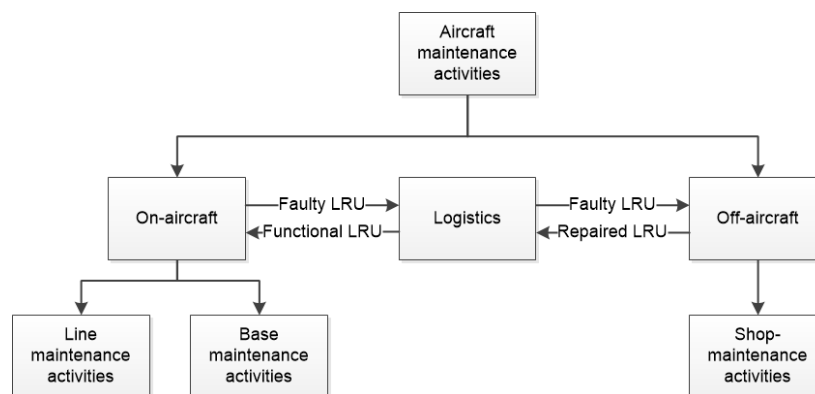 Aircraft
maintenance
activities
On-aircraft
Faulty LRU
Functional LRU
Logistics
Faulty LRU
Repaired LRU
Off-aircraft
Line
maintenance
activities
Base
maintenance
activities
Shop-
maintenance
activities